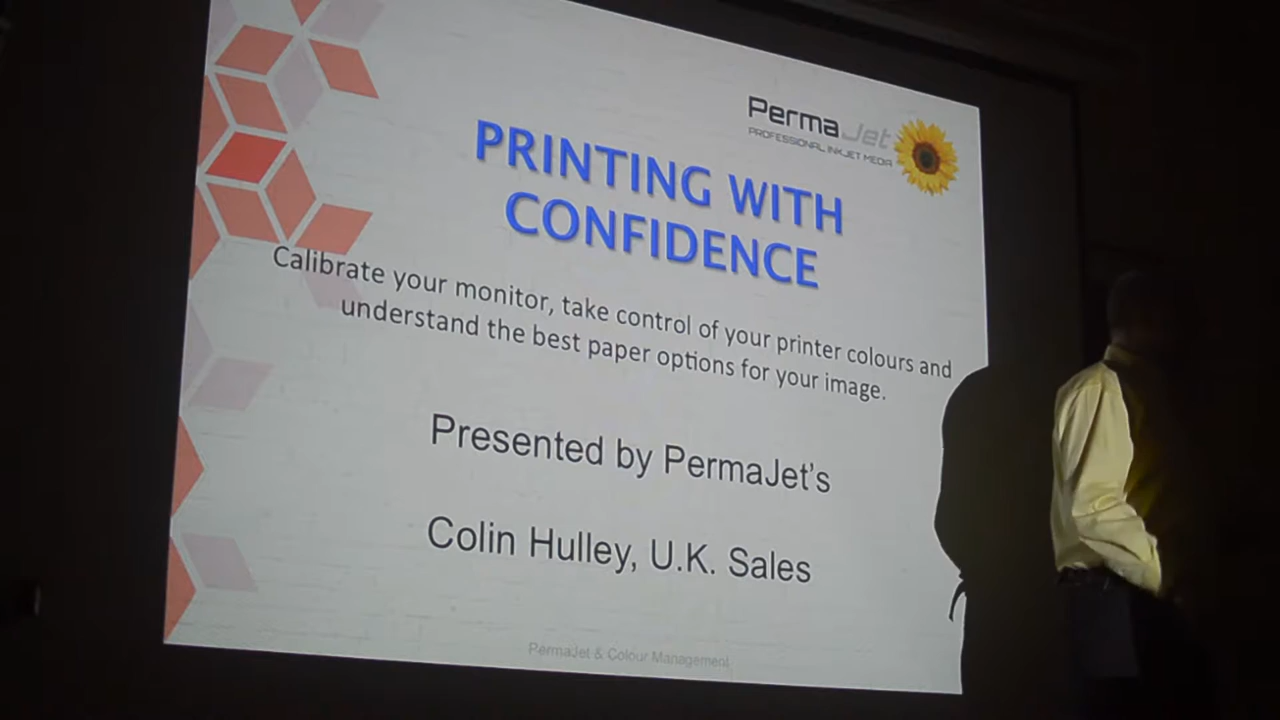 PermaJet
PROFESSIONAL INKJET MEDIA
PRINTING WITH
CONFIDENCE
Calibrate your monitor, take control of your printer colours and
understand the best paper options for your image.
Presented by PermaJet's
Colin Hulley, U.K. Sales
PermaJet & Colour Management